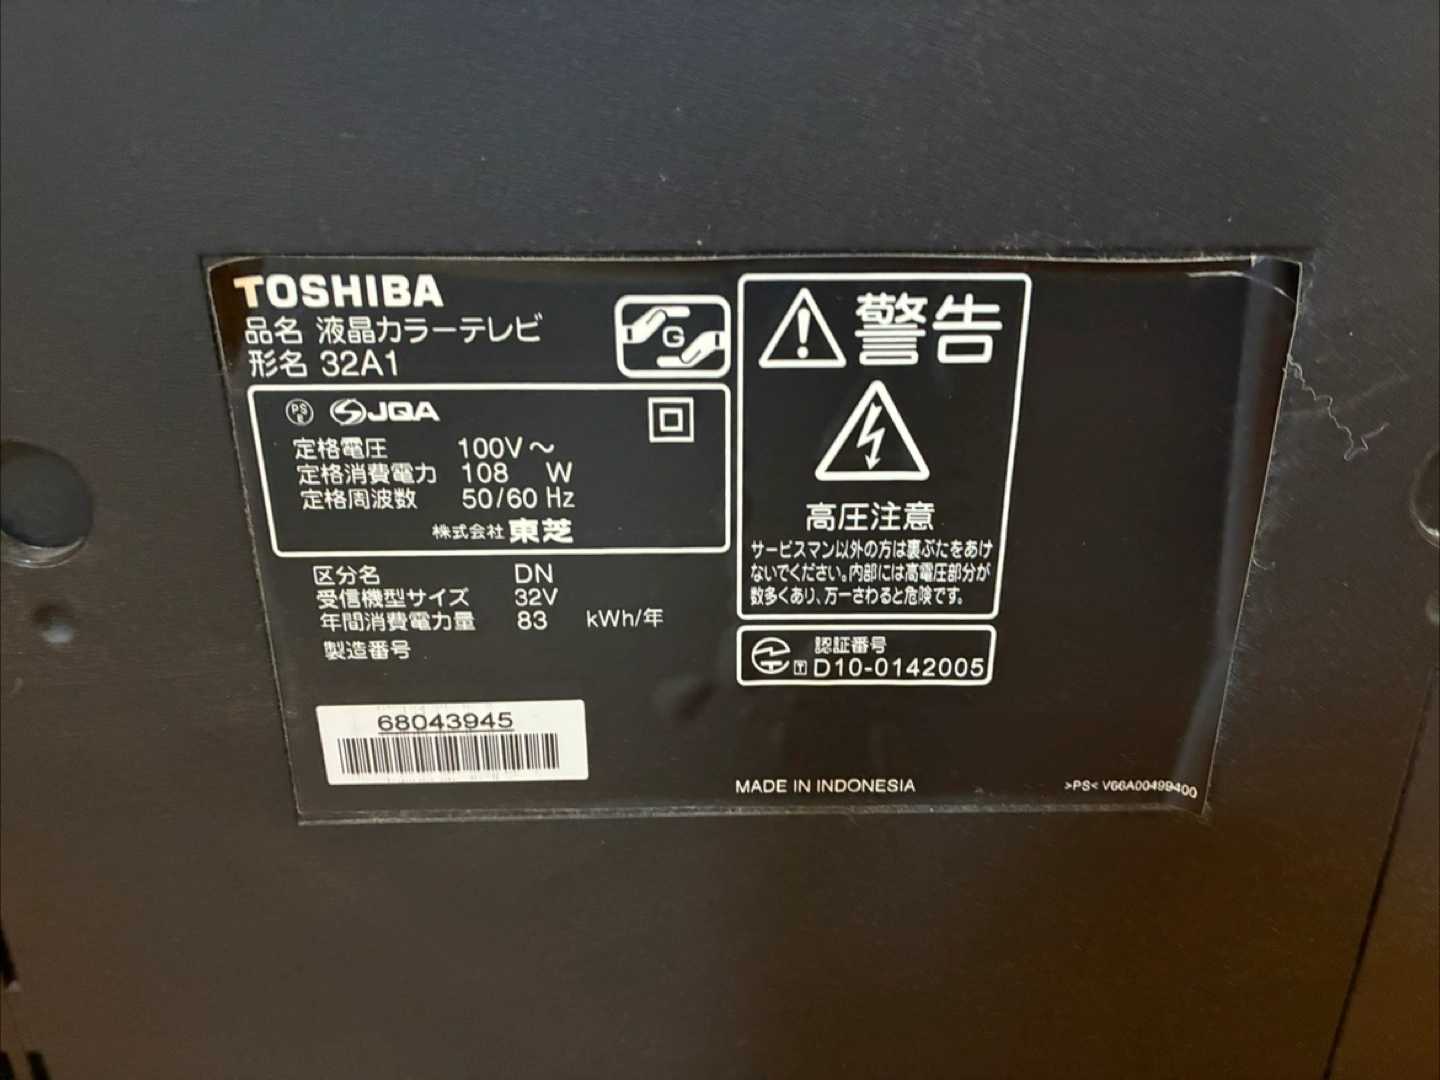 TOSHIBA
品名 液晶カラーテレビ
形名 32A1
G
PS
E
JQA
定格電圧 100V～
定格消費電力 108 W
定格周波数 50/60 Hz
株式会社 東芝
区分名 DN
受信機型サイズ 32V
年間消費電力量 83 kWh/年
製造番号
68043945
警告
高圧注意
サービスマン以外の方は裏ぶたをあけ
ないでください。内部には高電圧部分が
数多くあり、万一さわると危険です。
認証番号
T D10-0142005
MADE IN INDONESIA
>PS< V66A00499400